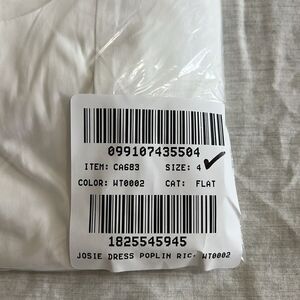 099107435504
ITEM: CA683 SIZE: 4
COLOR: WT0002 CAT: FLAT
1825545945
JOSIE DRESS POPLIN RIC- WT0002